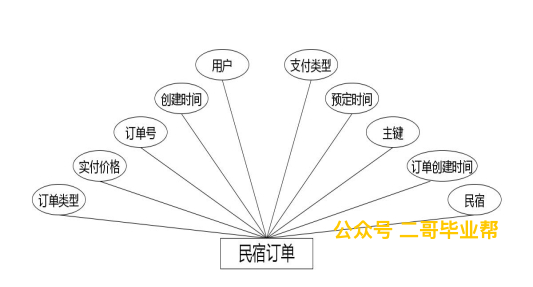 用户
支付类型
创建时间
预定时间
订单号
主键
实付价格
订单创建时间
订单类型
民宿
公众号 二哥毕业帮
民宿订单